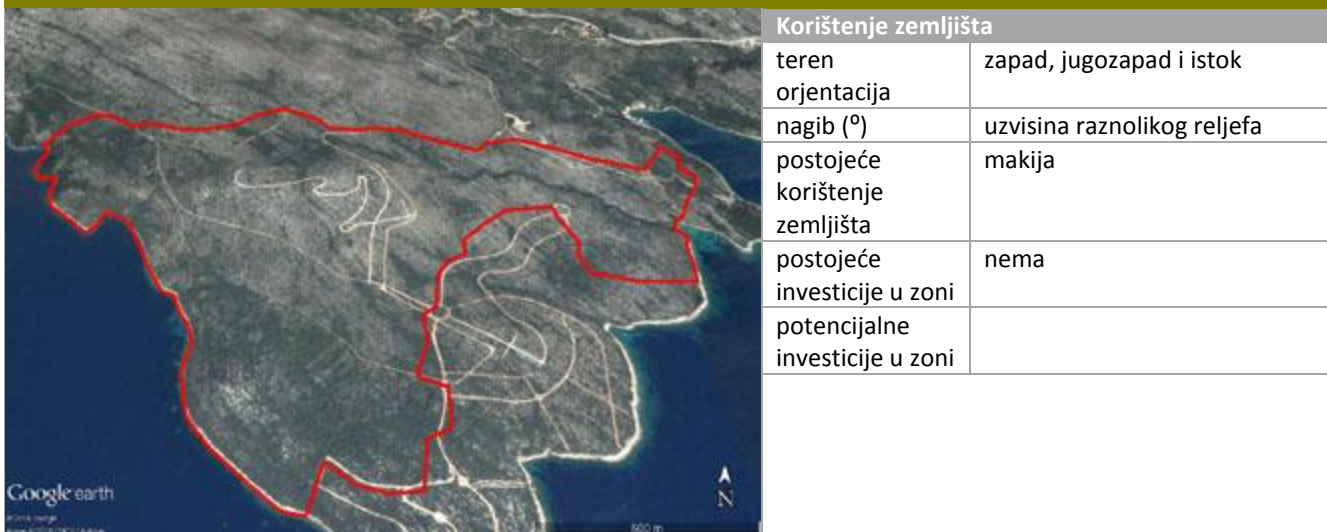 Korištenje zemljišta
teren
orjentacija
zapad, jugozapad i istok
nagib (⁰)
uzvisina raznolikog reljefa
postojeće
korištenje
zemljišta
makija
postojeće
investicije u zoni
nema
potencijalne
investicije u zoni
Google earth
N
600 m